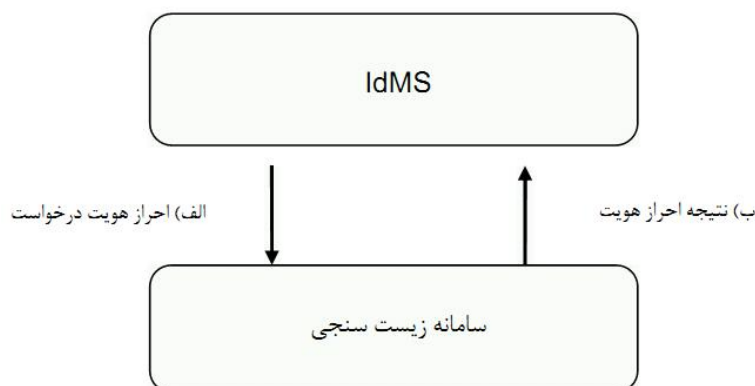 IdMS
ب) نتیجه احراز هویت
الف) احراز هویت درخواست
سامانه زیست سنجی